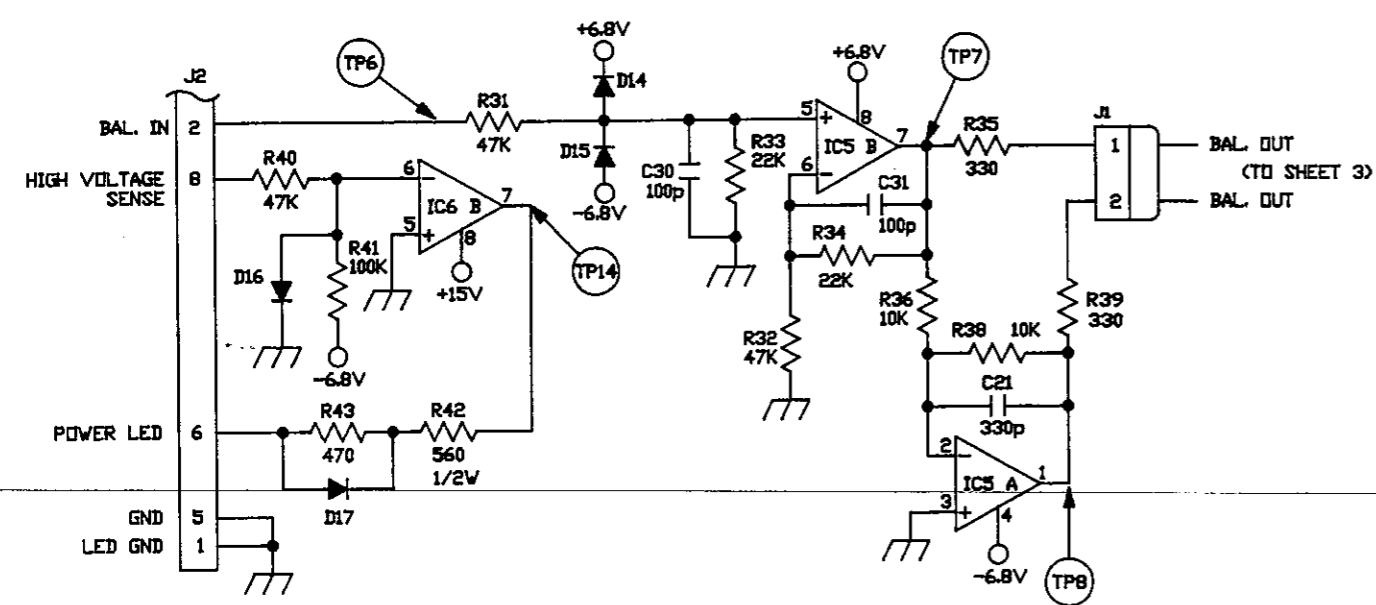 +6.8V
TP6
+6.8V
TP7
J2
D14
R31
J1
BAL. IN 2
47K
D15
5
+
8
7
IC5 B
R35
330
1
BAL. OUT
(TO SHEET 3)
R33
22K
C30
100p
6
-
R40
HIGH VOLTAGE
SENSE
8
47K
6
-
7
IC6 B
-6.8V
C31
100p
2
BAL. OUT
5
+
8
R34
22K
R41
100K
D16
+15V
TP14
R36
10K
R39
330
R32
47K
R38 10K
-6.8V
C21
330p
R43
R42
POWER LED 6
470
560
1/2W
2
-
1
IC5 A
3
+
4
D17
GND 5
LED GND 1
-6.8V
TP8